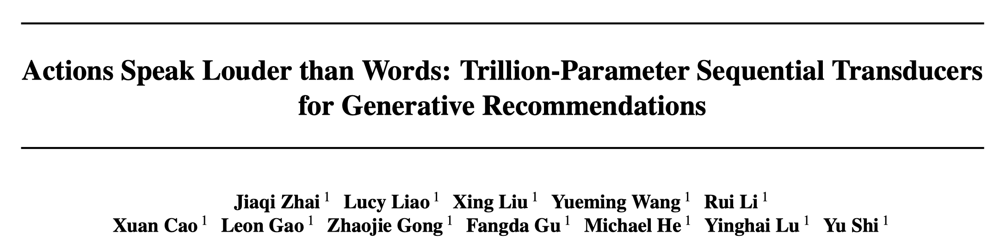 Actions Speak Louder than Words: Trillion-Parameter Sequential Transducers
for Generative Recommendations
Jiaqi Zhai 1 Lucy Liao 1 Xing Liu 1 Yueming Wang 1 Rui Li 1
Xuan Cao 1 Leon Gao 1 Zhaojie Gong 1 Fangda Gu 1 Michael He 1 Yinghai Lu 1 Yu Shi 1